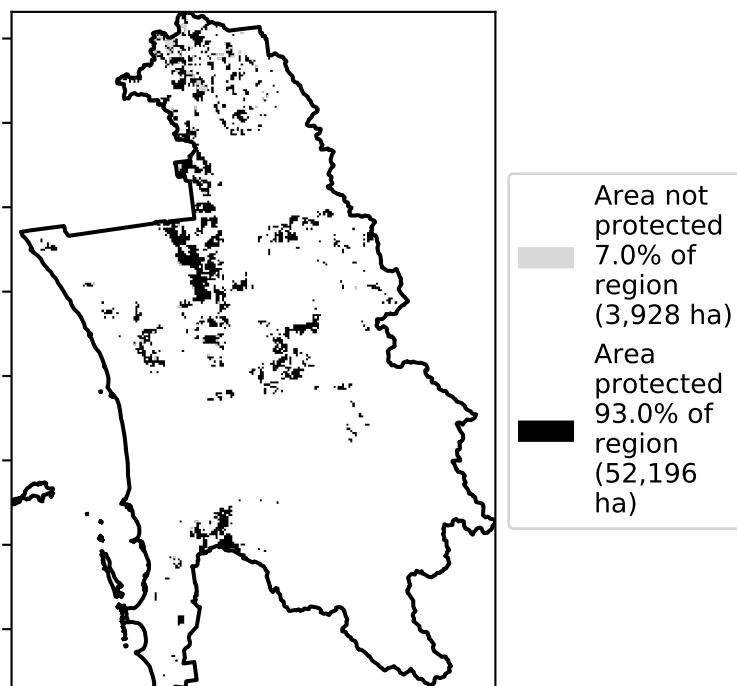 Area not
protected
7.0% of
region
(3,928 ha)
Area
protected
93.0% of
region
(52,196
ha)